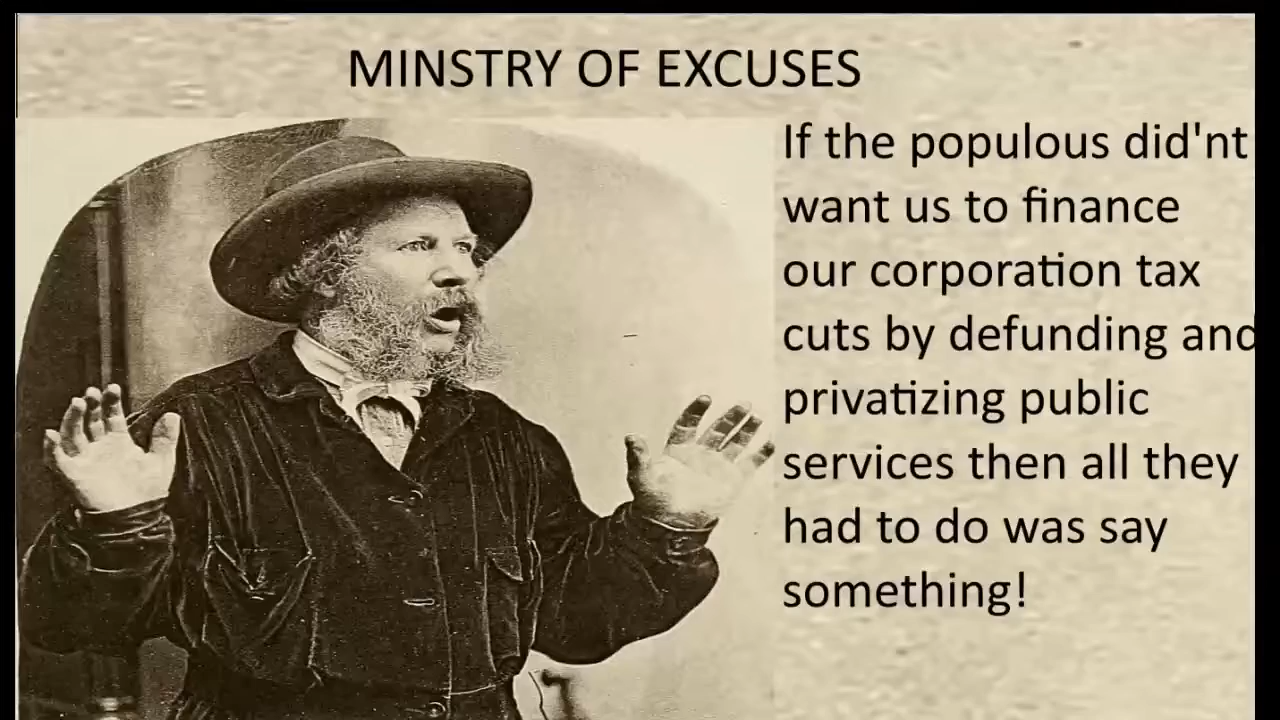 MINSTRY OF EXCUSES
If the populous did'nt
want us to finance
our corporation tax
cuts by defunding and
privatizing public
services then all they
had to do was say
something!